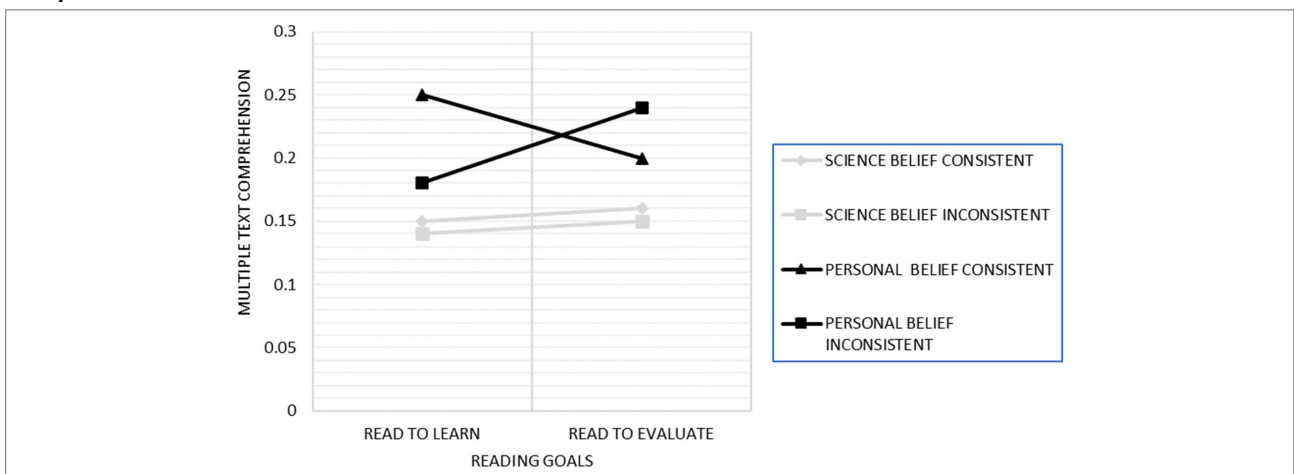 0.3
0.25
0.2
0.15
0.1
0.05
0
MULTIPLE TEXT COMPREHENSION
READ TO LEARN
READ TO EVALUATE
READING GOALS
SCIENCE BELIEF CONSISTENT
SCIENCE BELIEF INCONSISTENT
PERSONAL BELIEF CONSISTENT
PERSONAL BELIEF
INCONSISTENT